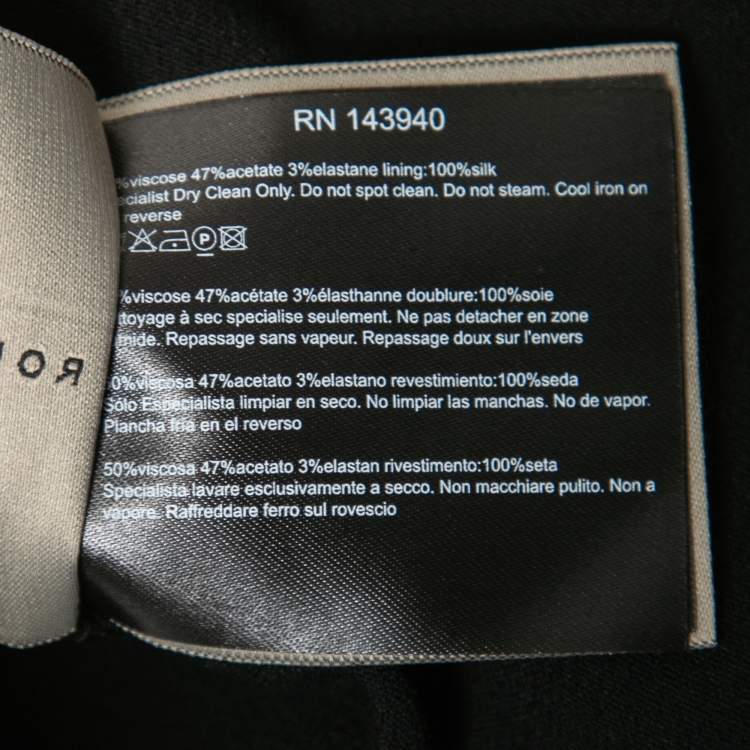 RN 143940
%viscose 47%acetate 3%elastane lining:100%silk
ecialist Dry Clean Only. Do not spot clean. Do not steam. Cool iron on
reverse
P
%viscose 47%acétate 3%élasthanne doublure:100%soie
ttoyage à sec specialise seulement. Ne pas detacher en zone
mide. Repassage sans vapeur. Repassage doux sur l'envers
0%viscosa 47%acetato 3%elastano revestimiento:100%seda
Sólo Especialista limpiar en seco. No limpiar las manchas. No de vapor.
Plancha fria en el reverso
50%viscosa 47%acetato 3%elastan rivestimento:100%seta
Specialista lavare esclusivamente a secco. Non macchiare pulito. Non a
vapore. Raffreddare ferro sul rovescio